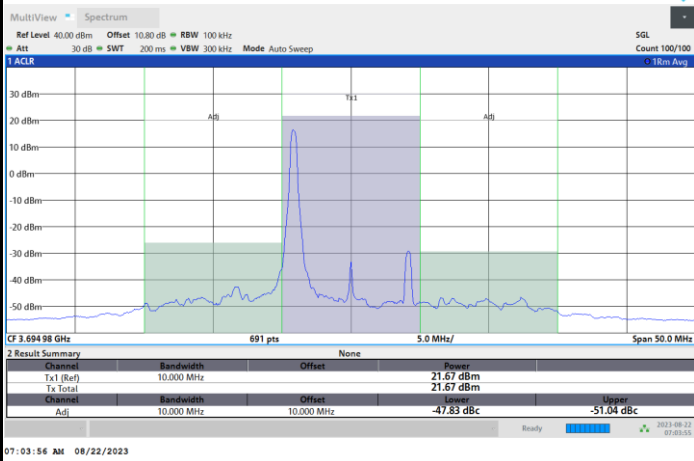 MultiView Spectrum
Ref Level 40.00 dBm Offset 10.80 dB RBW 100 kHz SGL
Att 30 dB SWT 200 ms VBW 300 kHz Mode Auto Sweep Count 100/100
1 ACLR 1Rm Avg
Tx1
Adj Adj
30 dBm
20 dBm
10 dBm
0 dBm
-10 dBm
-20 dBm
-30 dBm
-40 dBm
-50 dBm
CF 3.694 98 GHz 691 pts 5.0 MHz/ Span 50.0 MHz
2 Result Summary None
Channel Bandwidth Offset Power
Tx1 (Ref) 10.000 MHz 21.67 dBm
Tx Total 21.67 dBm
Channel Bandwidth Offset Lower Upper
Adj 10.000 MHz 10.000 MHz -47.83 dBc -51.04 dBc
Ready 2023-08-22
07:03:55
07:03:56 AM 08/22/2023